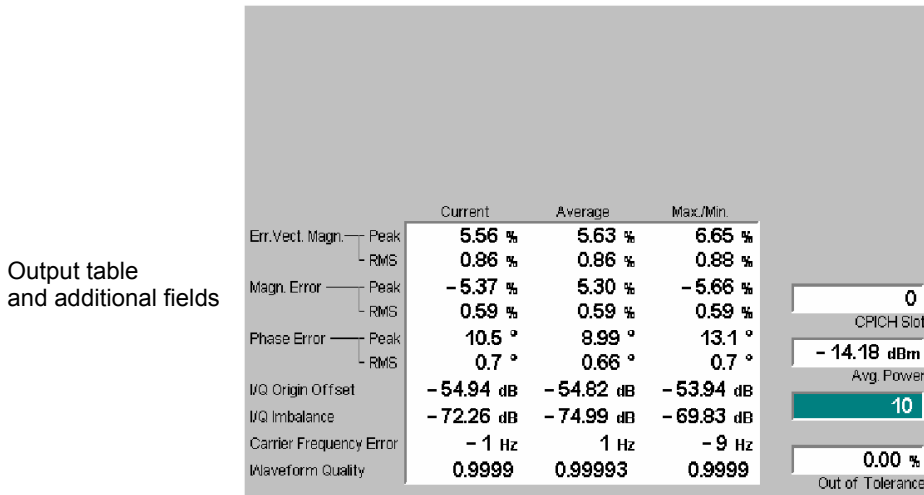 Output table
and additional fields
Current Average Max./Min.
Err.Vect. Magn. Peak 5.56 % 5.63 % 6.65 %
RMS 0.86 % 0.86 % 0.88 %
Magn. Error Peak – 5.37 % 5.30 % – 5.66 %
RMS 0.59 % 0.59 % 0.59 %
Phase Error Peak 10.5 ° 8.99 ° 13.1 °
RMS 0.7 ° 0.66 ° 0.7 °
I/Q Origin Offset – 54.94 dB – 54.82 dB – 53.94 dB
I/Q Imbalance – 72.26 dB – 74.99 dB – 69.83 dB
Carrier Frequency Error – 1 Hz 1 Hz – 9 Hz
Waveform Quality 0.9999 0.99993 0.9999
0
CPICH Slot
– 14.18 dBm
Avg. Power
10
0.00 %
Out of Tolerance